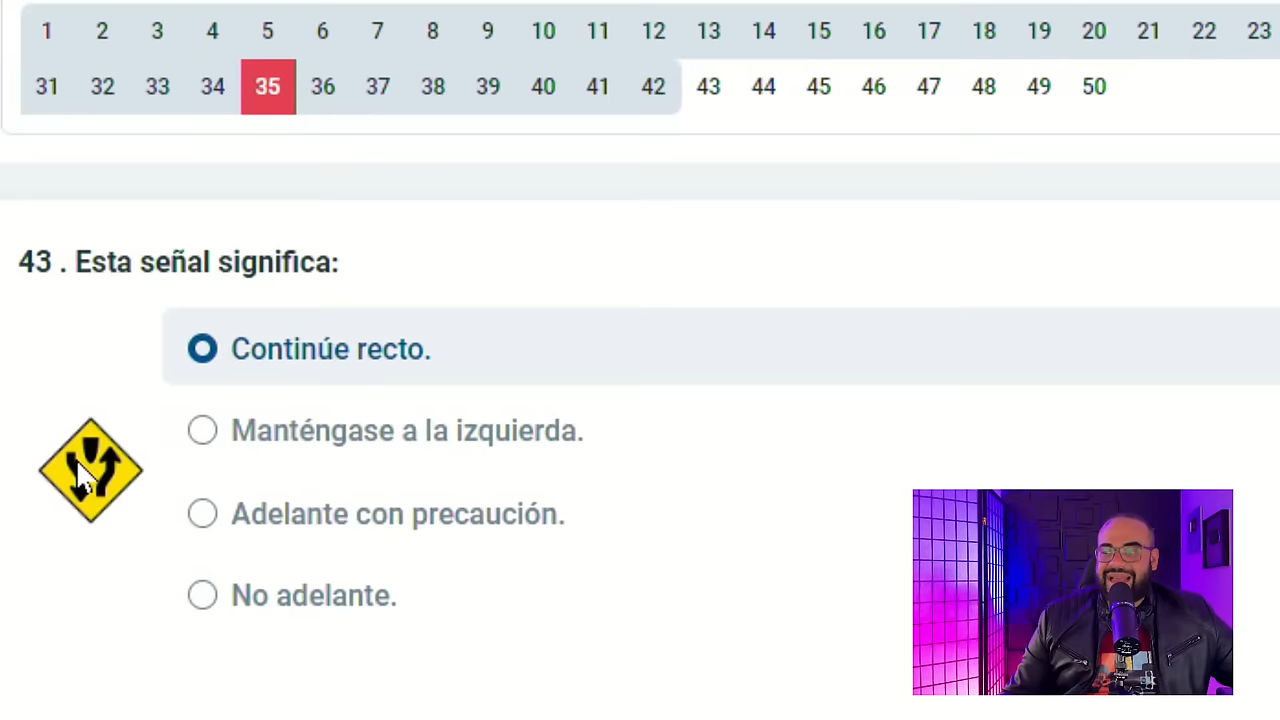 1 2 3 4 5 6 7 8 9 10 11 12 13 14 15 16 17 18 19 20 21 22 23
31 32 33 34 35 36 37 38 39 40 41 42 43 44 45 46 47 48 49 50
43 . Esta señal significa:
Continúe recto.
Manténgase a la izquierda.
Adelante con precaución.
No adelante.